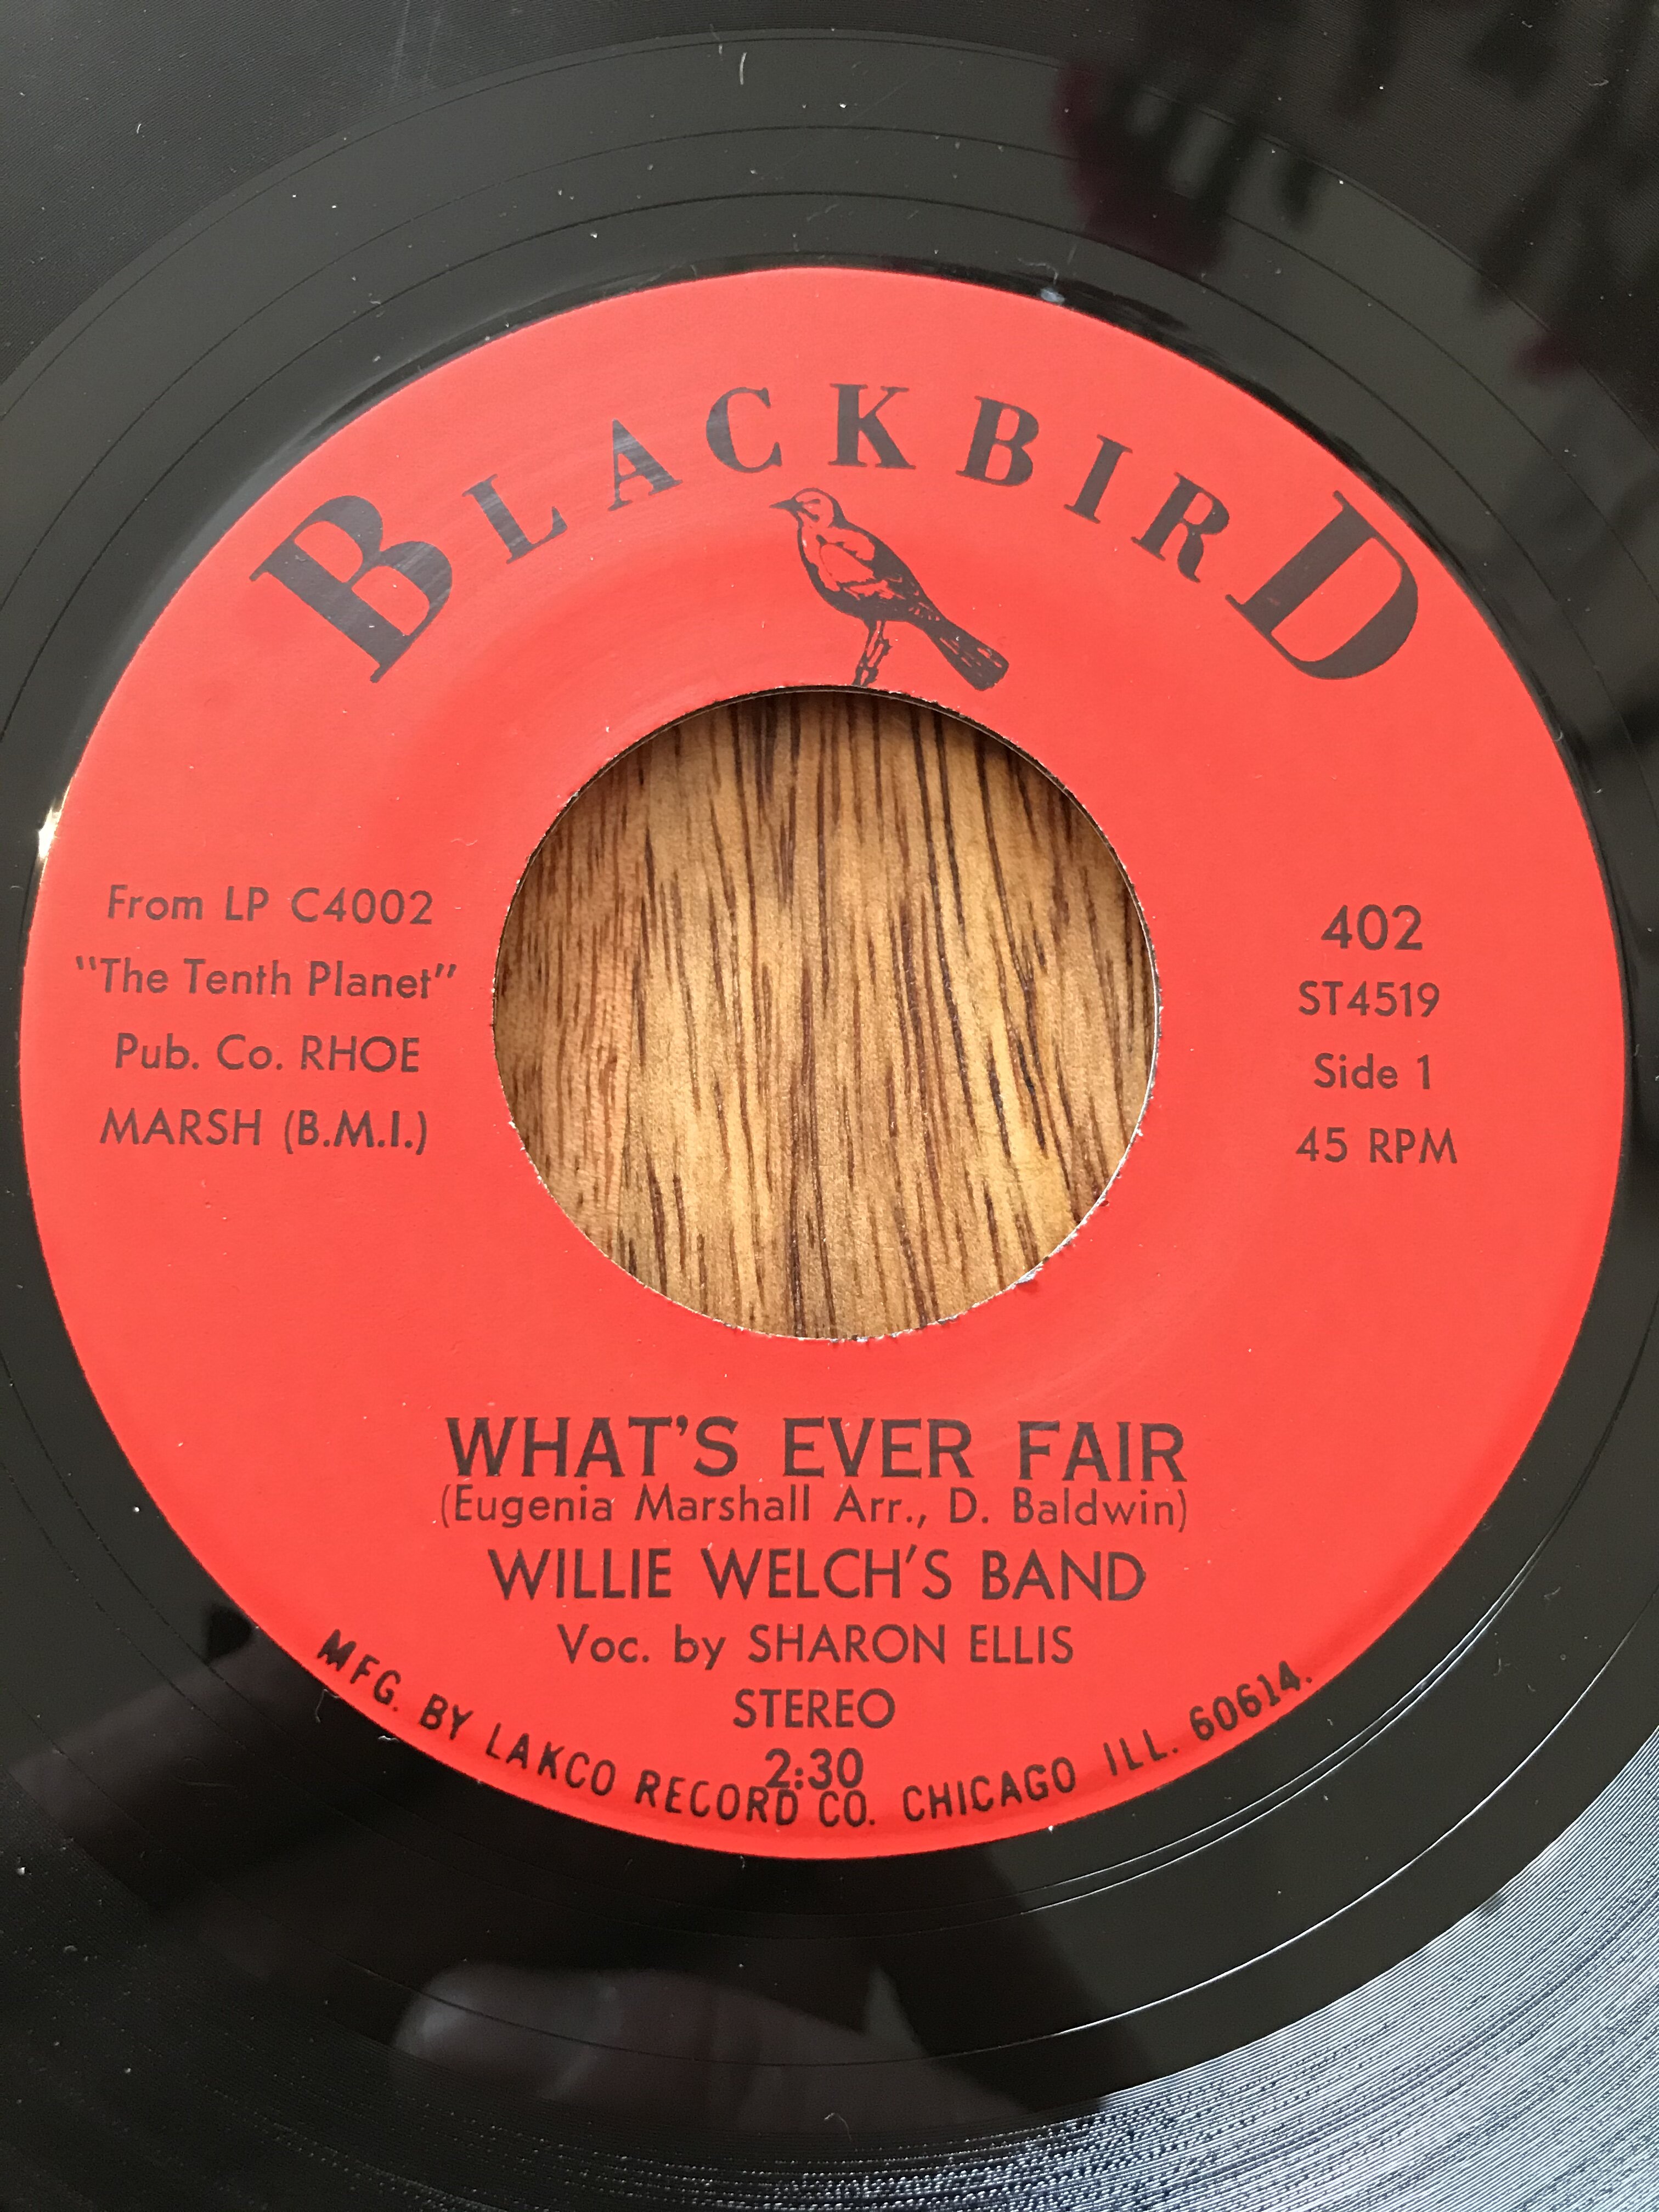 BLACKBIRD
From LP C4002
"The Tenth Planet"
Pub. Co. RHOE
MARSH (B.M.I.)
402
ST4519
Side 1
45 RPM
WHAT'S EVER FAIR
(Eugenia Marshall Arr., D. Baldwin)
WILLIE WELCH'S BAND
Voc. by SHARON ELLIS
STEREO
2:30
MFG. BY LAKCO RECORD CO. CHICAGO ILL. 60614.